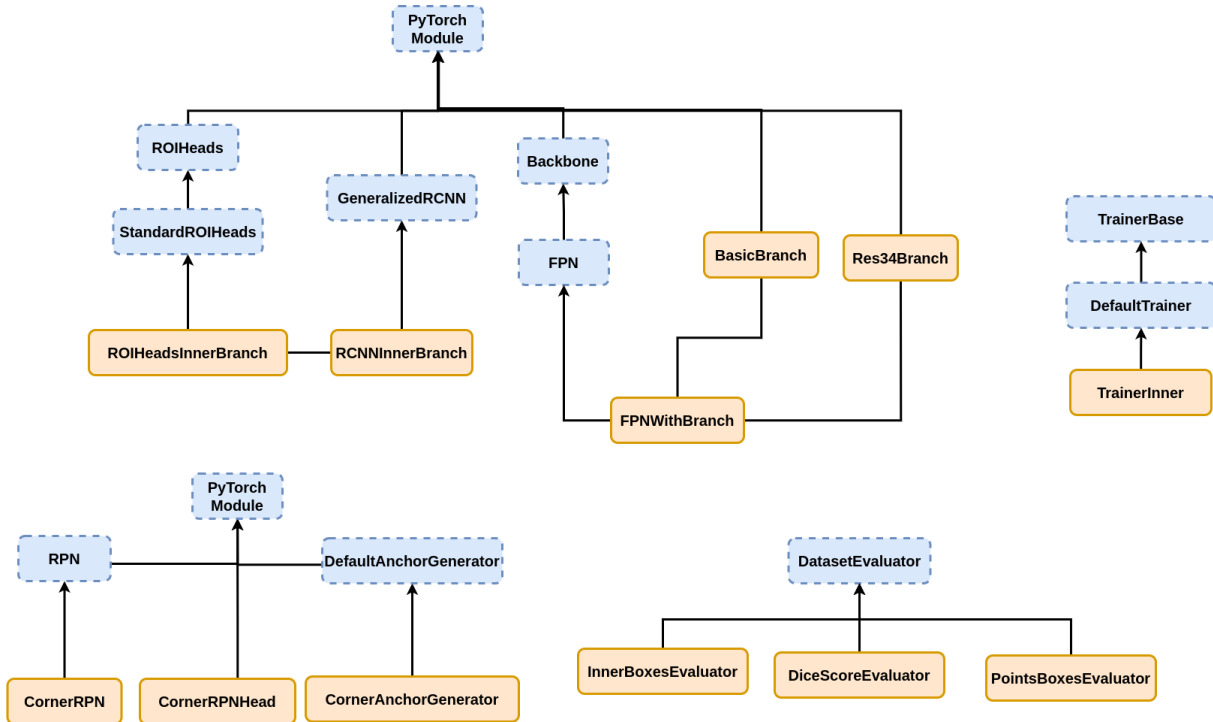 PyTorch
Module
ROIHeads
Backbone
GeneralizedRCNN
StandardROIHeads
TrainerBase
BasicBranch
Res34Branch
FPN
DefaultTrainer
ROIHeadsInnerBranch
RCNNInnerBranch
TrainerInner
FPNWithBranch
PyTorch
Module
RPN
DefaultAnchorGenerator
DatasetEvaluator
InnerBoxesEvaluator
DiceScoreEvaluator
PointsBoxesEvaluator
CornerRPN
CornerRPNHead
CornerAnchorGenerator